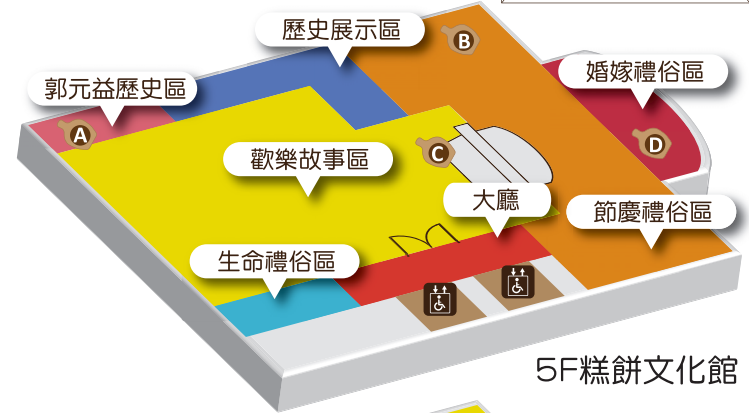 歷史展示區
B
婚嫁禮俗區
郭元益歷史區
A
C
D
歡樂故事區
大廳
節慶禮俗區
生命禮俗區
5F糕餅文化館